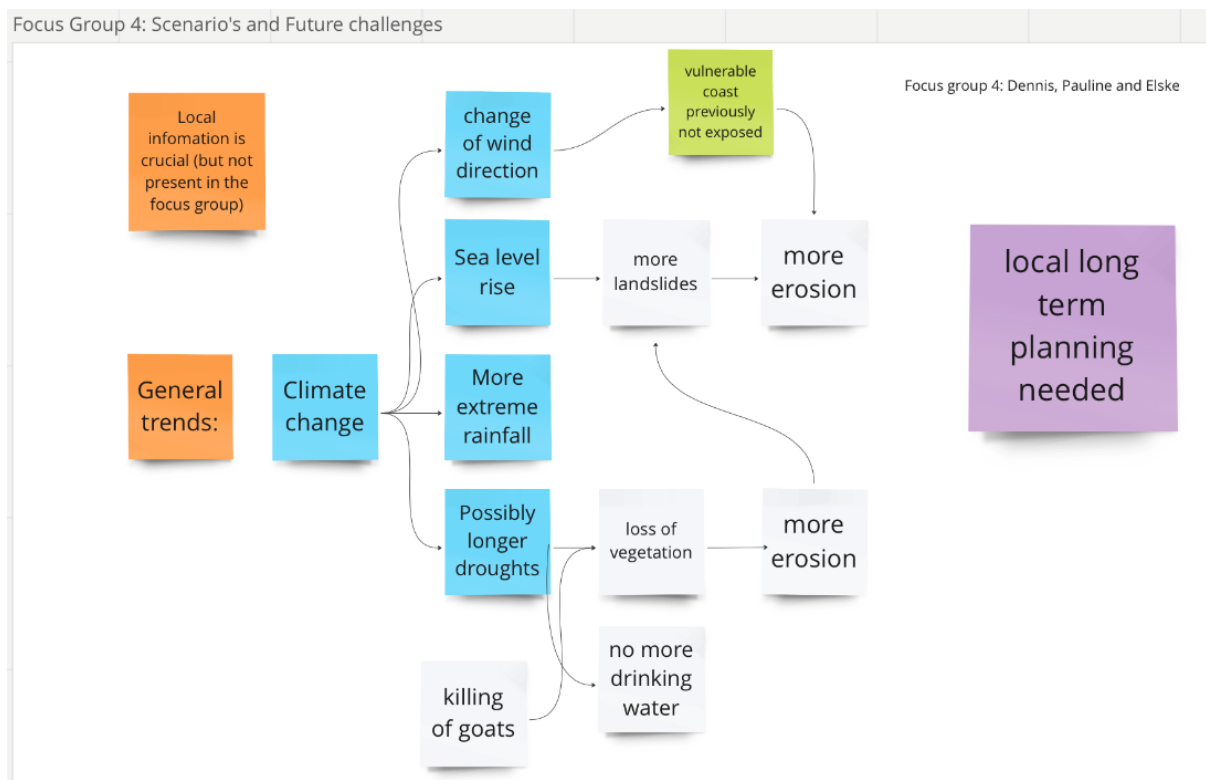 Focus Group 4: Scenario's and Future challenges
Focus group 4: Dennis, Pauline and Elske
Local
infomation is
crucial (but not
present in the
focus group)
change
of wind
direction
vulnerable
coast
previously
not exposed
Sea level
rise
more
landslides
more
erosion
local long
term
planning
needed
General
trends:
Climate
change
More
extreme
rainfall
Possibly
longer
droughts
loss of
vegetation
more
erosion
killing
of goats
no more
drinking
water